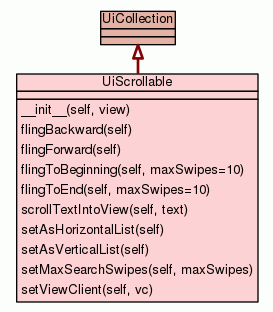 UiCollection
UiScrollable
__init__(self, view)
flingBackward(self)
flingForward(self)
flingToBeginning(self, maxSwipes=10)
flingToEnd(self, maxSwipes=10)
scrollTextIntoView(self, text)
setAsHorizontalList(self)
setAsVerticalList(self)
setMaxSearchSwipes(self, maxSwipes)
setViewClient(self, vc)